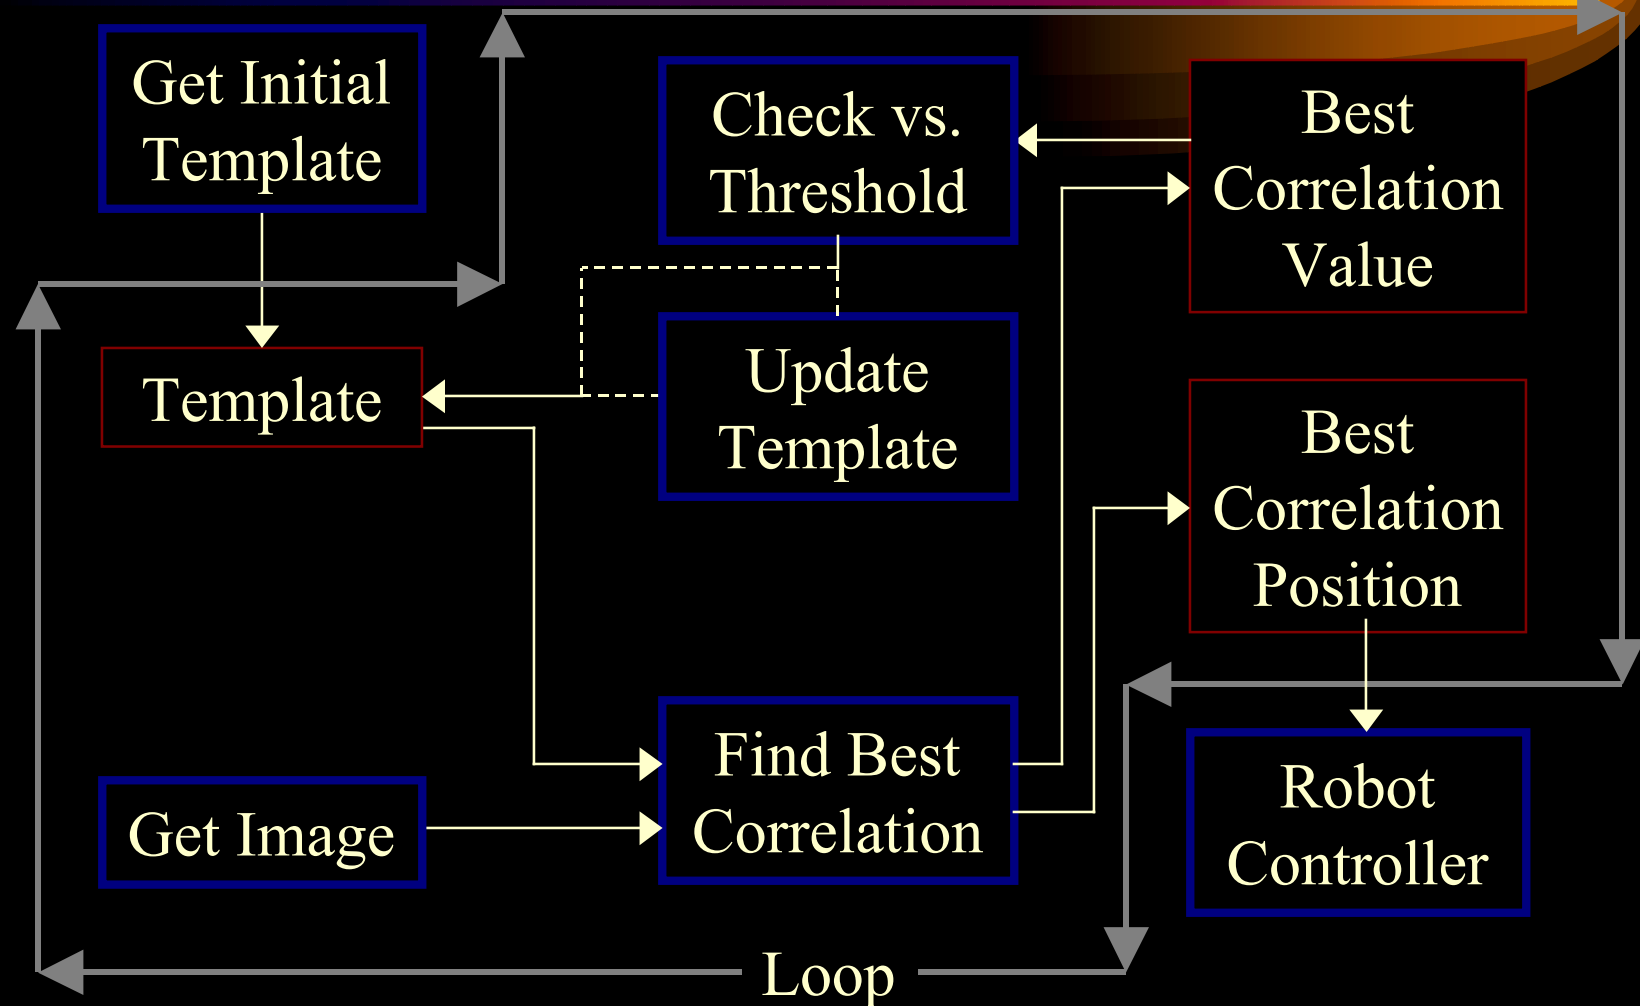 Get Initial
Template
Check vs.
Threshold
Best
Correlation
Value
Template
Update
Template
Best
Correlation
Position
Get Image
Find Best
Correlation
Robot
Controller
Loop